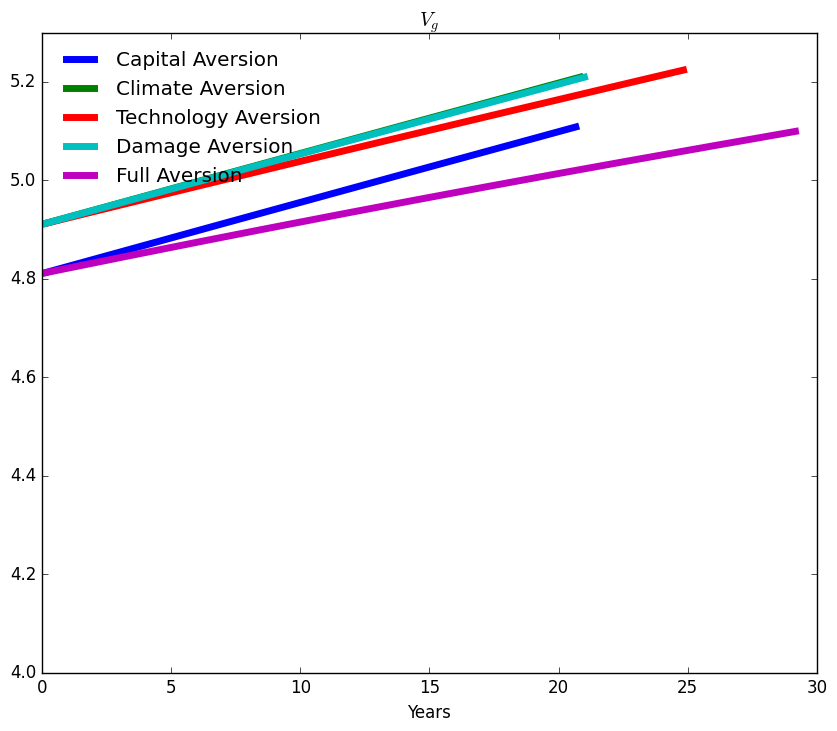 V_g
Capital Aversion
Climate Aversion
Technology Aversion
Damage Aversion
Full Aversion
5.2
5.0
4.8
4.6
4.4
4.2
4.0
0 5 10 15 20 25 30
Years